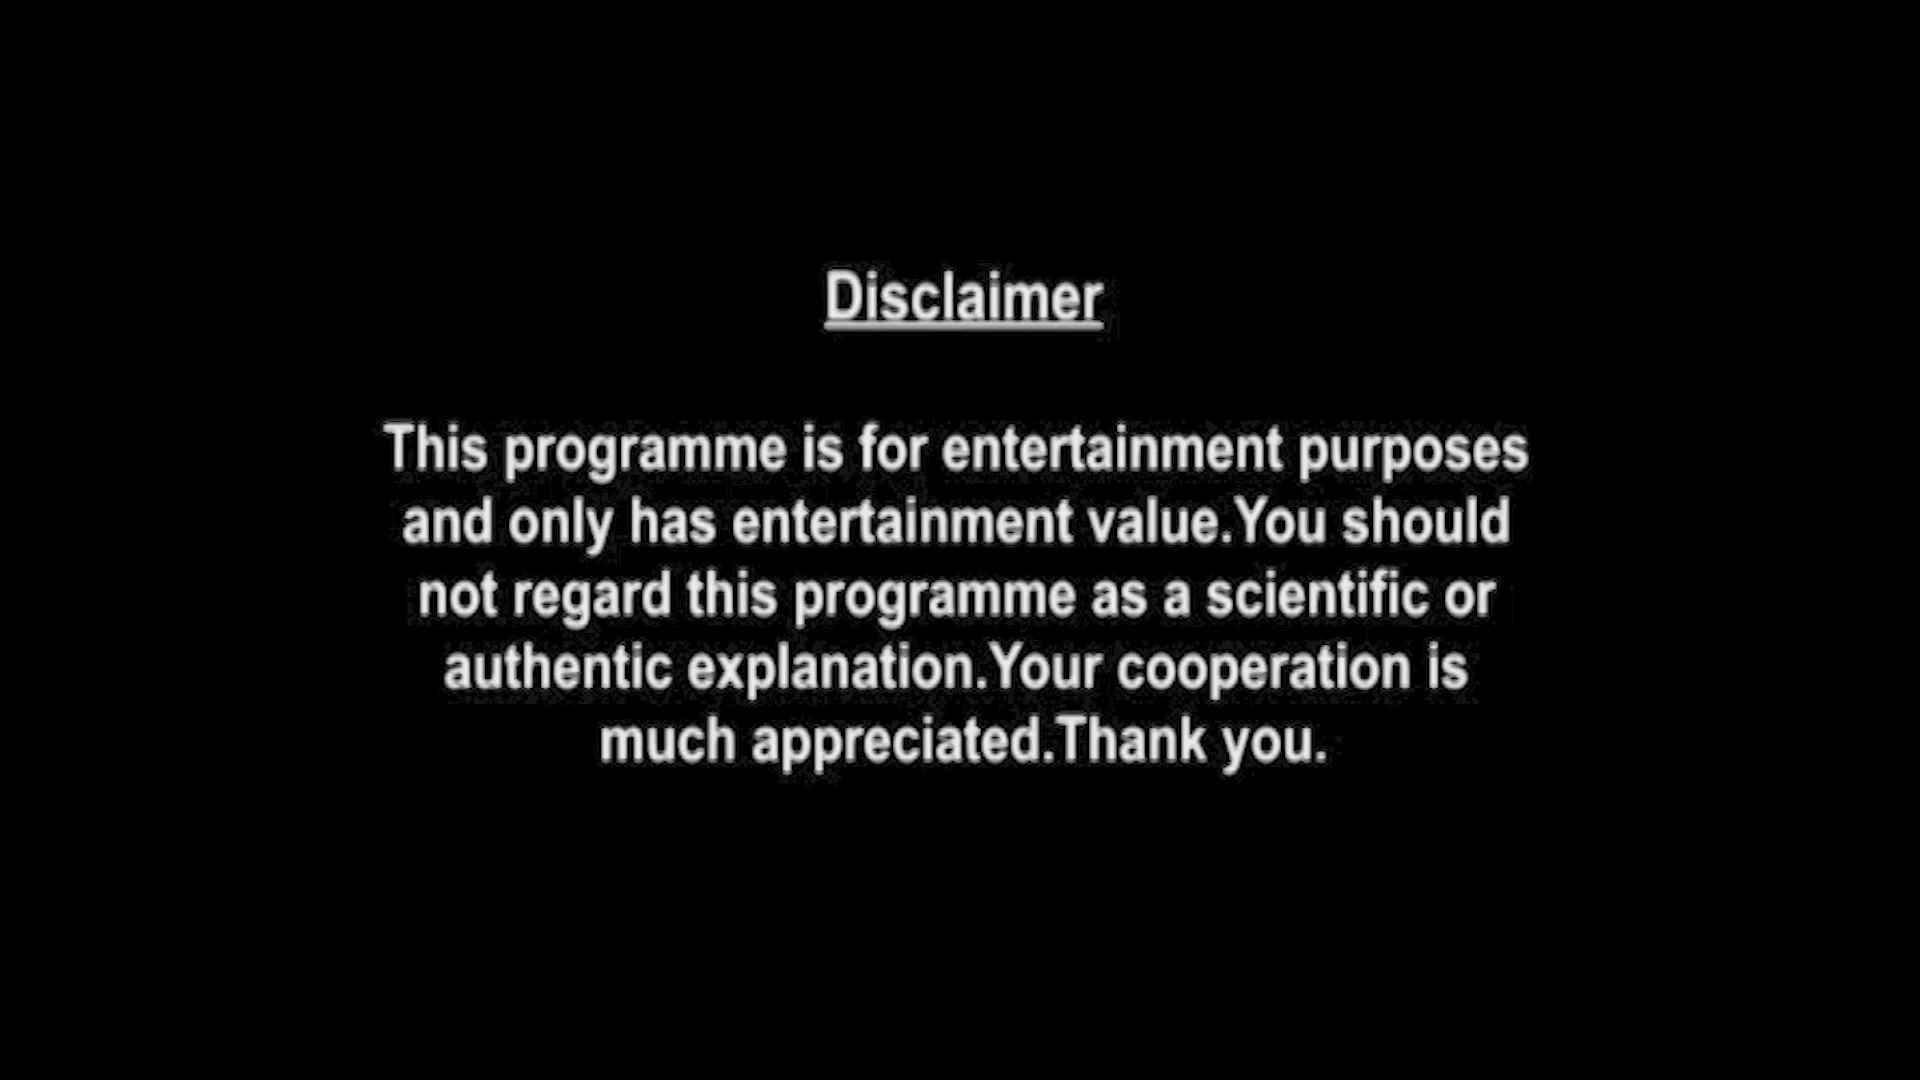 Disclaimer
This programme is for entertainment purposes
and only has entertainment value.You should
not regard this programme as a scientific or
authentic explanation.Your cooperation is
much appreciated.Thank you.